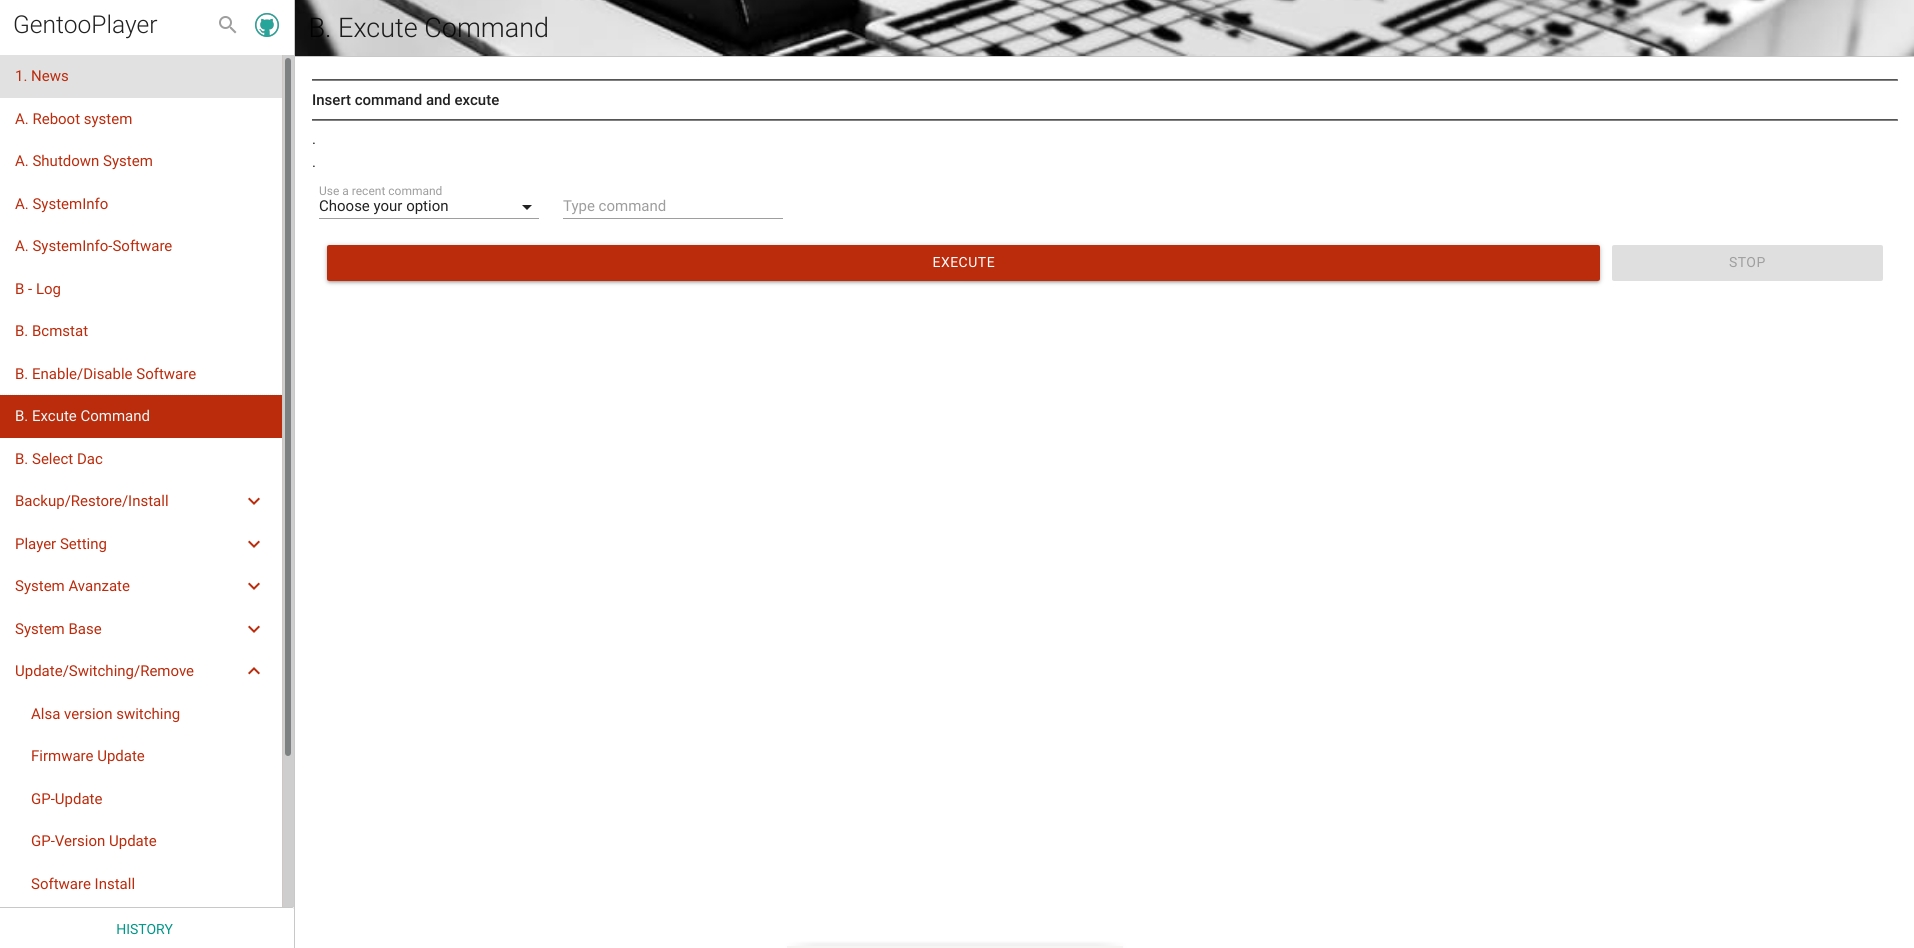 GentooPlayer
1. News
A. Reboot system
A. Shutdown System
A. SystemInfo
A. SystemInfo-Software
B - Log
B. Bcmstat
B. Enable/Disable Software
B. Excute Command
B. Select Dac
Backup/Restore/Install
Player Setting
System Avanzate
System Base
Update/Switching/Remove
Alsa version switching
Firmware Update
GP-Update
GP-Version Update
Software Install
HISTORY
B. Excute Command
Insert command and excute
.
.
Use a recent command
Choose your option
Type command
EXECUTE
STOP